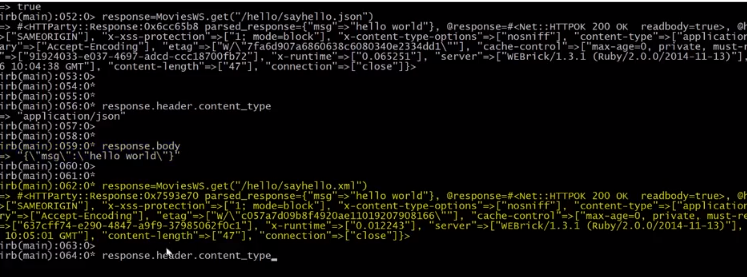 => true
irb(main):052:0> response=MoviesWS.get("/hello/sayhello.json")
=> #<HTTParty::Response:0x6cc65b8 parsed_response={"msg"=>"hello world"}, @response=#<Net::HTTPOK 200 OK  readbody=true>, @h
=>["SAMEORIGIN"], "x-xss-protection"=>["1; mode=block"], "x-content-type-options"=>["nosniff"], "content-type"=>["application
ary"=>["Accept-Encoding"], "etag"=>["W/\"7fa6d907a6860638c6080340e2334dd1\""], "cache-control"=>["max-age=0, private, must-r
"=>["91924033-e037-4697-adcd-ccc18700fb72"], "x-runtime"=>["0.065251"], "server"=>["WEBrick/1.3.1 (Ruby/2.0.0/2014-11-13)"],
6 10:04:38 GMT"], "content-length"=>["47"], "connection"=>["close"]}>
irb(main):053:0>
irb(main):054:0*
irb(main):055:0*
irb(main):056:0* response.header.content_type
=> "application/json"
irb(main):057:0>
irb(main):058:0*
irb(main):059:0* response.body
=> "{\"msg\":\"hello world\"}"
irb(main):060:0>
irb(main):061:0*
irb(main):062:0* response=MoviesWS.get("/hello/sayhello.xml")
=> #<HTTParty::Response:0x7593e70 parsed_response={"msg"=>"hello world"}, @response=#<Net::HTTPOK 200 OK  readbody=true>, @h
=>["SAMEORIGIN"], "x-xss-protection"=>["1; mode=block"], "x-content-type-options"=>["nosniff"], "content-type"=>["applicatio
ary"=>["Accept-Encoding"], "etag"=>["W/\"c057a7d09b8f4920ae11019207908166\""], "cache-control"=>["max-age=0, private, must-re
"=>["637cff74-e290-4847-a9f9-37985062f0c1"], "x-runtime"=>["0.012243"], "server"=>["WEBrick/1.3.1 (Ruby/2.0.0/2014-11-13)"],
 10:05:01 GMT"], "content-length"=>["47"], "connection"=>["close"]}>
irb(main):063:0>
irb(main):064:0* response.header.content_type